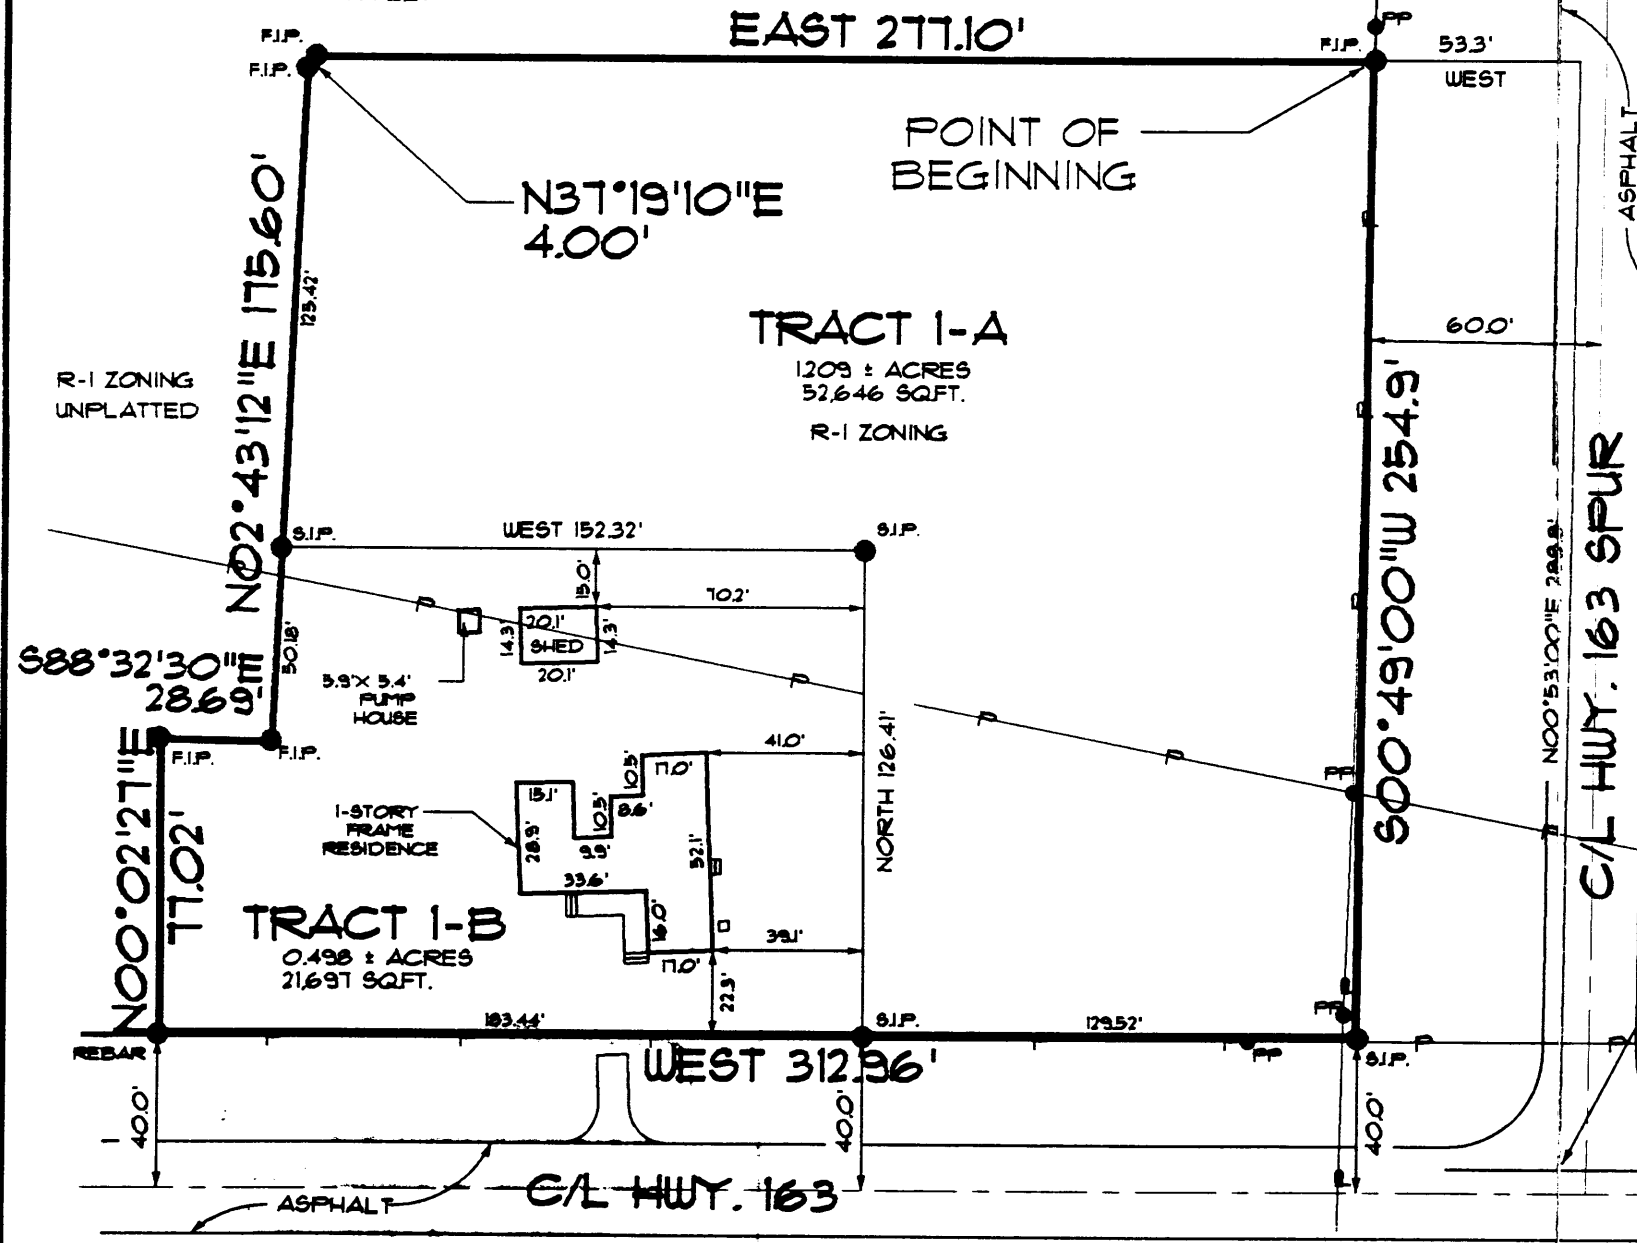 EAST 277.10'
PP
F.I.P.
F.I.P.
F.I.P.
53.3'
WEST
POINT OF
BEGINNING
ASPHALT
N37°19'10"E
4.00'
N02°43'12"E 175.60'
125.42'
TRACT 1-A
1.209 ± ACRES
52,646 SQ.FT.
R-1 ZONING
60.0'
R-1 ZONING
UNPLATTED
S00°49'00"W 254.9'
C/L HWY. 163 SPUR
S.I.P.
WEST 152.32'
S.I.P.
15.0'
70.2'
P
P
20.1'
SHED
14.3'
14.3'
20.1'
50.18'
S88°32'30"E
28.69'
5.9'X 5.4'
PUMP
HOUSE
P
P
P
NORTH 126.41'
41.0'
F.I.P.
F.I.P.
PP
P
N00°02'27"E
77.02'
1-STORY
FRAME
RESIDENCE
15.1'
10.5'
17.0'
8.6'
10.5'
9.9'
28.9'
52.1'
33.6'
16.0'
17.0'
39.1'
22.9'
TRACT 1-B
0.498 ± ACRES
21,697 SQ.FT.
183.44'
S.I.P.
129.52'
PP
PP
P
P
S.I.P.
REBAR
WEST 312.96'
40.0'
40.0'
40.0'
C/L HWY. 163
ASPHALT